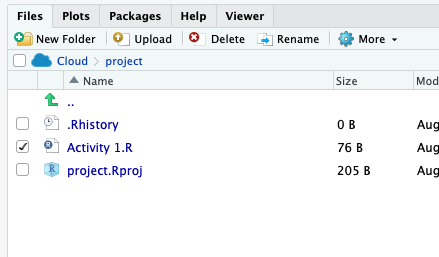 Files Plots Packages Help Viewer
New Folder Upload Delete Rename More
Cloud > project
Name Size Mod
..
.Rhistory 0 B Aug
Activity 1.R 76 B Aug
project.Rproj 205 B Aug